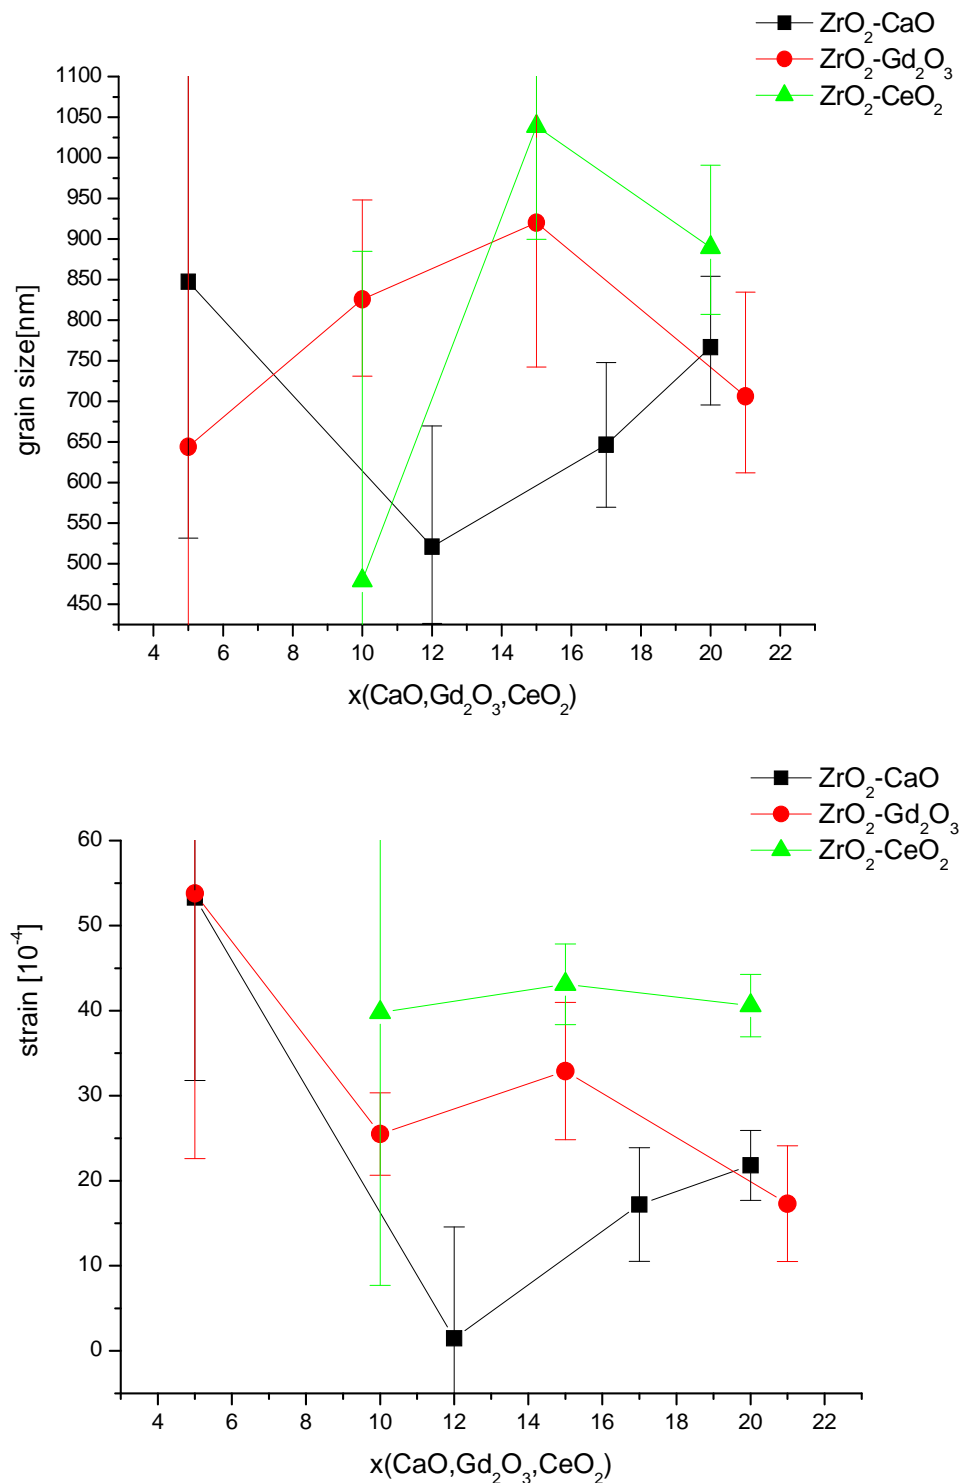 ZrO₂-CaO
ZrO₂-Gd₂O₃
ZrO₂-CeO₂
1100
1050
1000
950
900
850
800
750
700
650
600
550
500
450
grain size[nm]
4 6 8 10 12 14 16 18 20 22
x(CaO,Gd₂O₃,CeO₂)
ZrO₂-CaO
ZrO₂-Gd₂O₃
ZrO₂-CeO₂
60
50
40
30
20
10
0
strain [10⁻⁴]
4 6 8 10 12 14 16 18 20 22
x(CaO,Gd₂O₃,CeO₂)